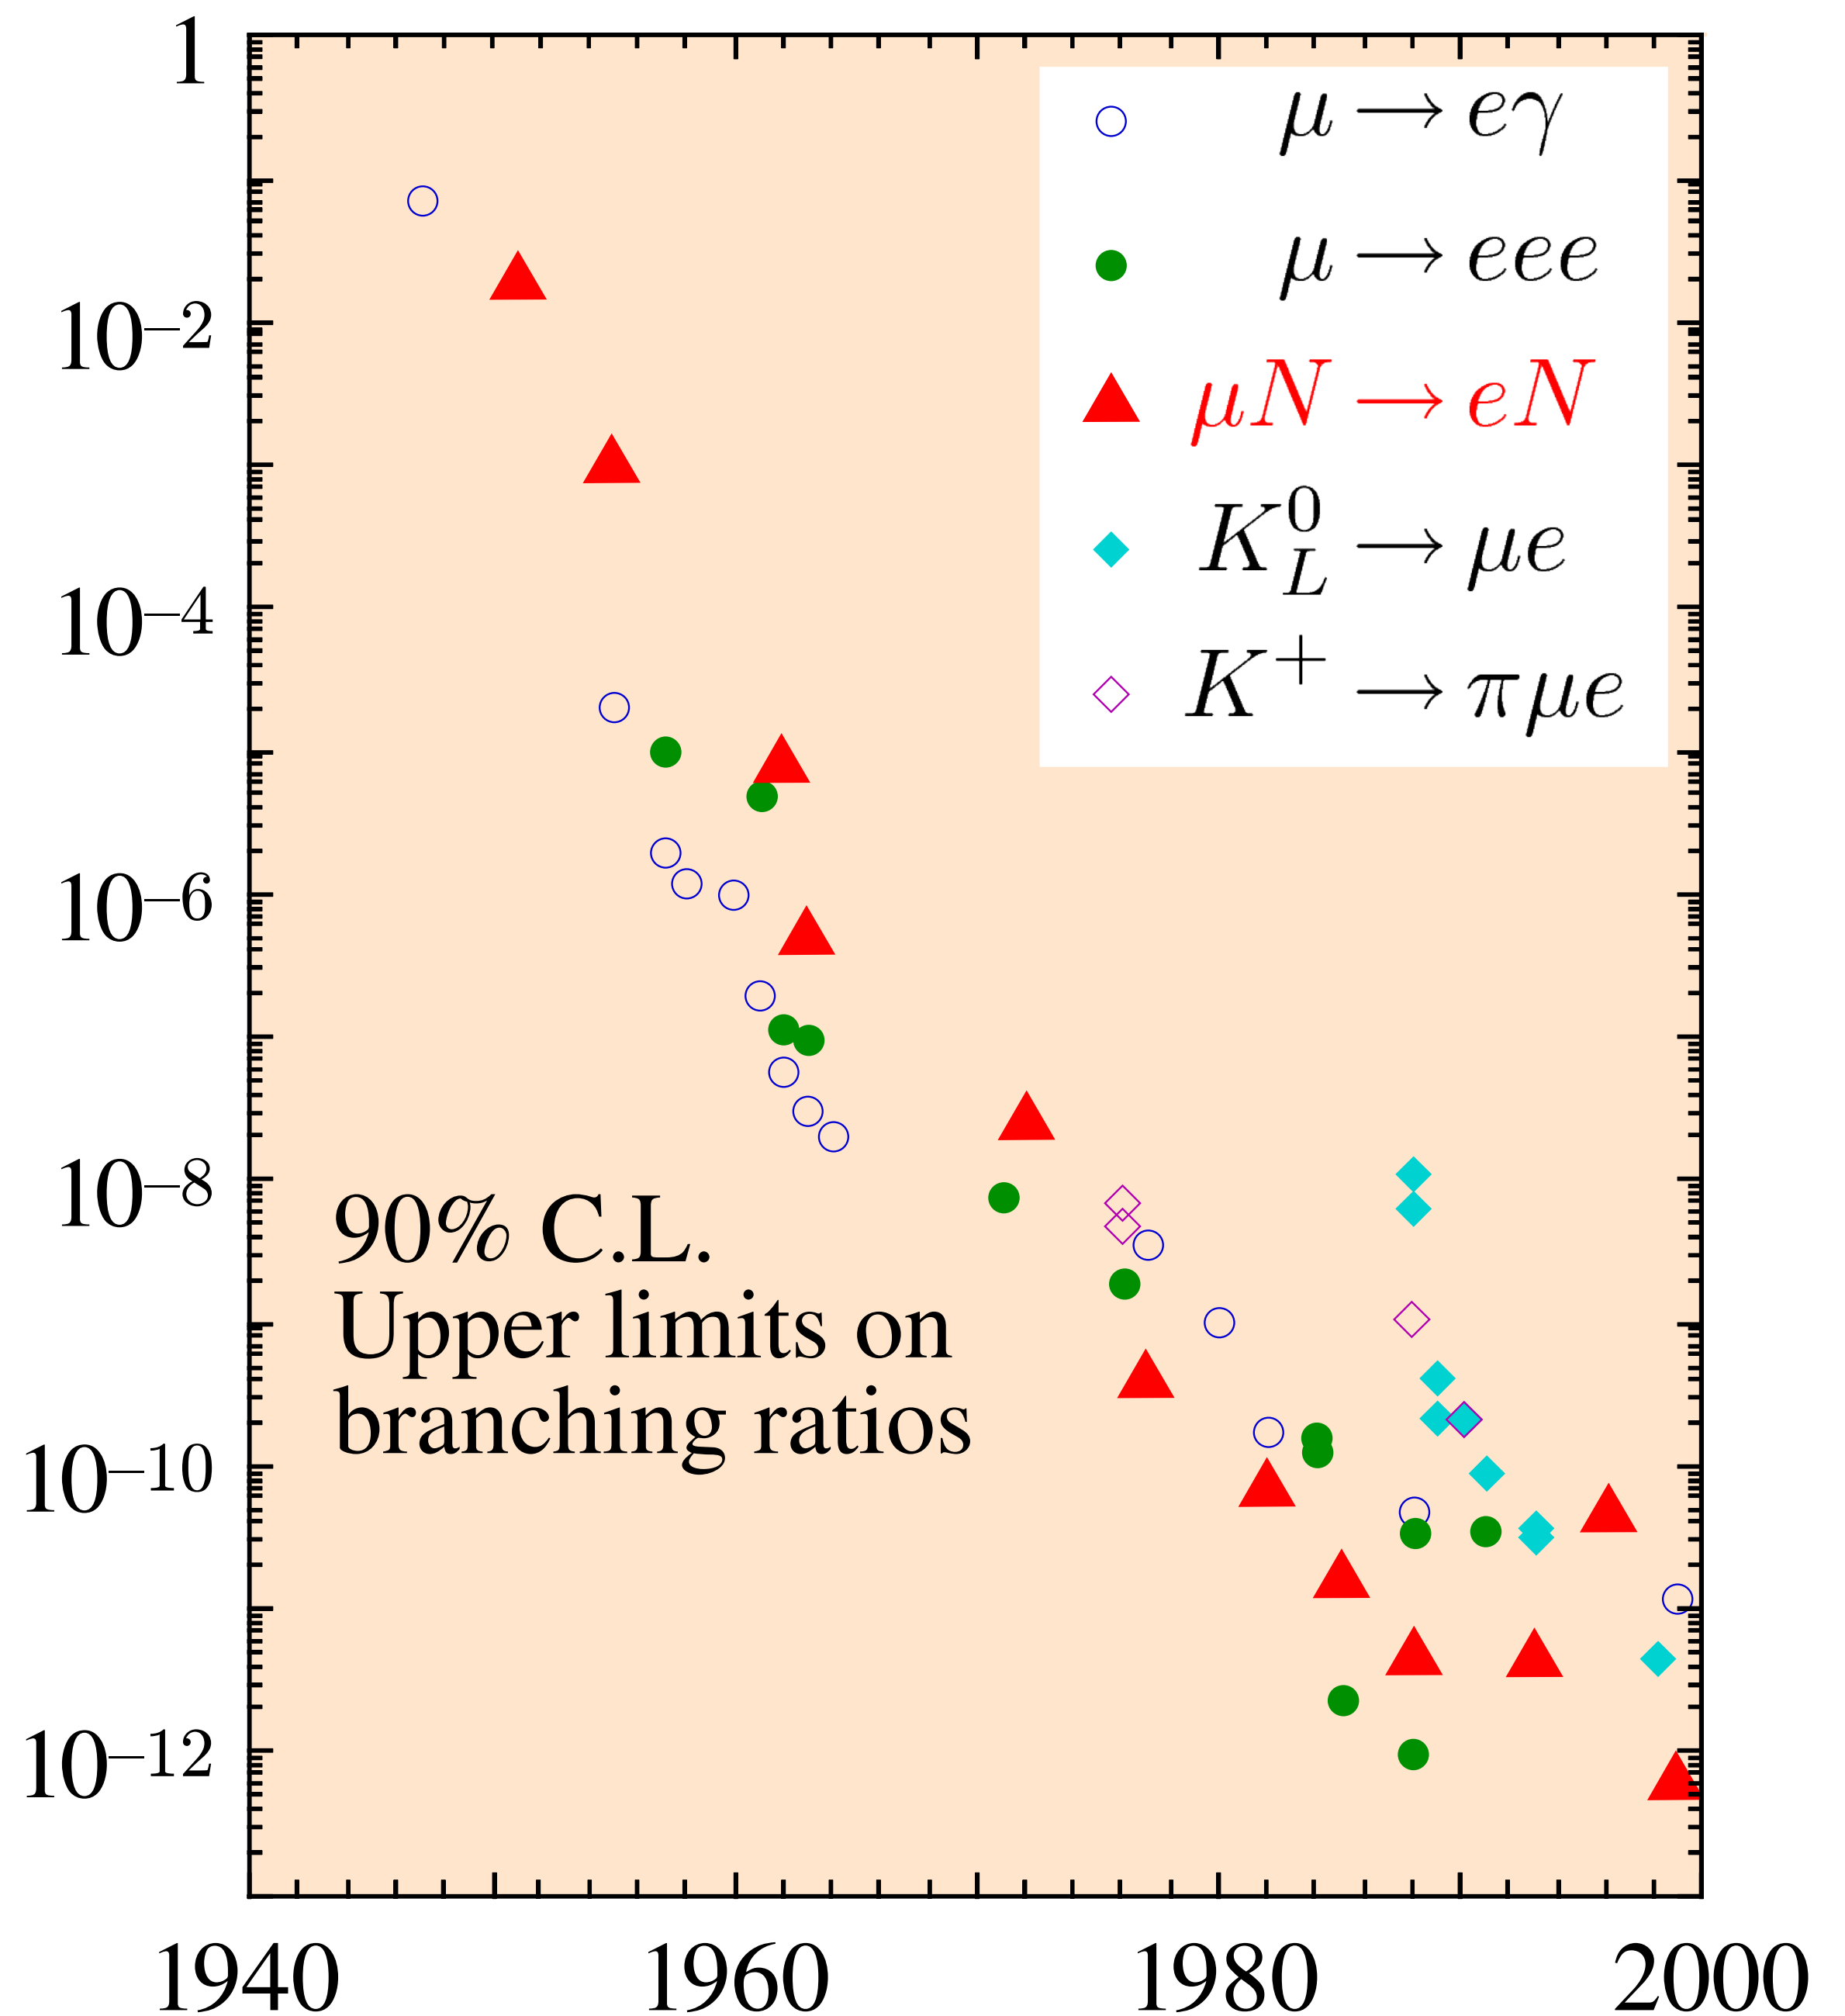 1
10⁻²
10⁻⁴
10⁻⁶
10⁻⁸
10⁻¹⁰
10⁻¹²
μ → eγ
μ → eee
μN → eN
K⁰_L → μe
K⁺ → πμe
90% C.L.
Upper limits on
branching ratios
1940 1960 1980 2000